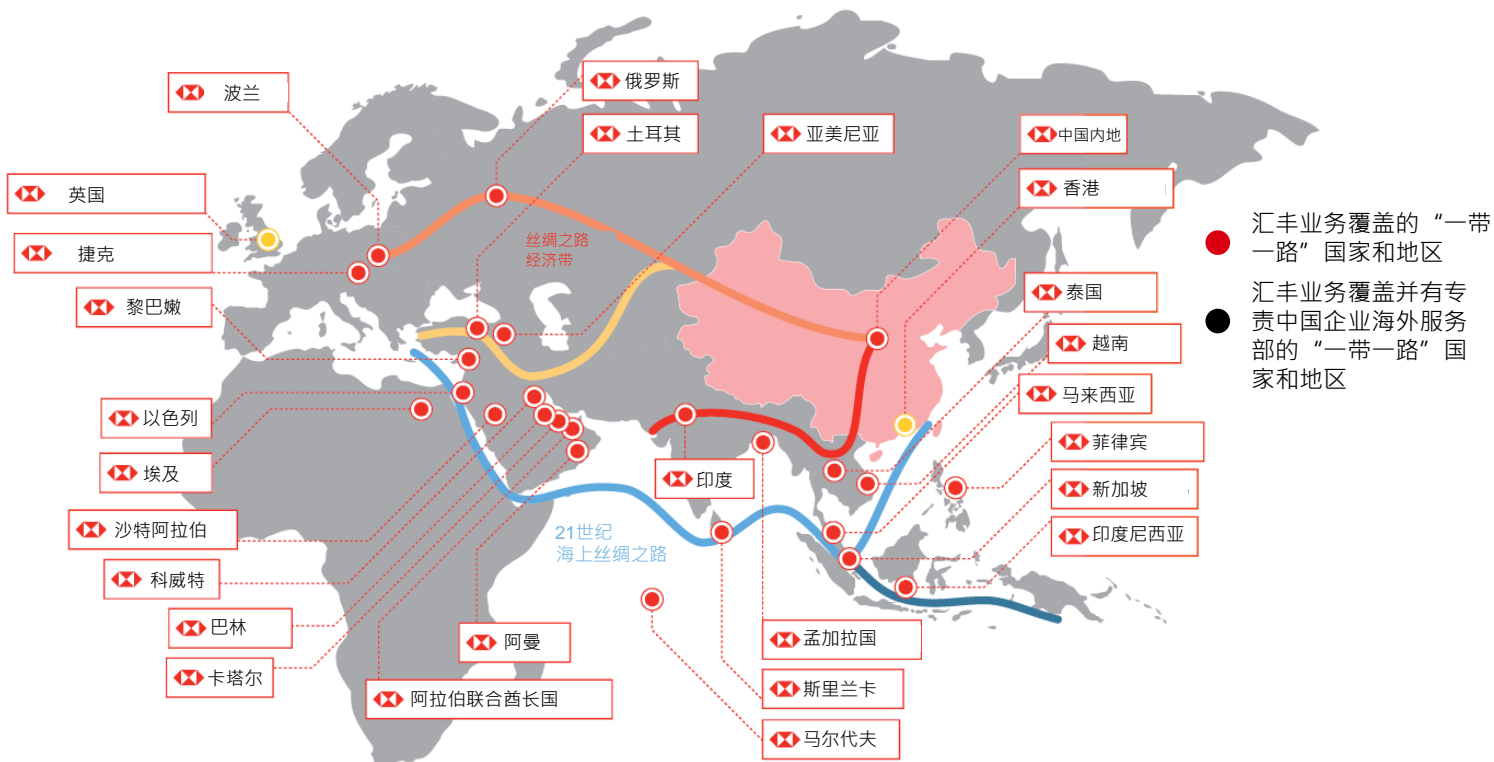 波兰
俄罗斯
土耳其
亚美尼亚
中国内地
香港
英国
捷克
黎巴嫩
丝绸之路
经济带
汇丰业务覆盖的“一带
一路”国家和地区
汇丰业务覆盖并有专
责中国企业海外服务
部的“一带一路”国
家和地区
泰国
越南
马来西亚
以色列
埃及
菲律宾
印度
新加坡
沙特阿拉伯
21世纪
海上丝绸之路
印度尼西亚
科威特
巴林
卡塔尔
阿曼
阿拉伯联合酋长国
孟加拉国
斯里兰卡
马尔代夫